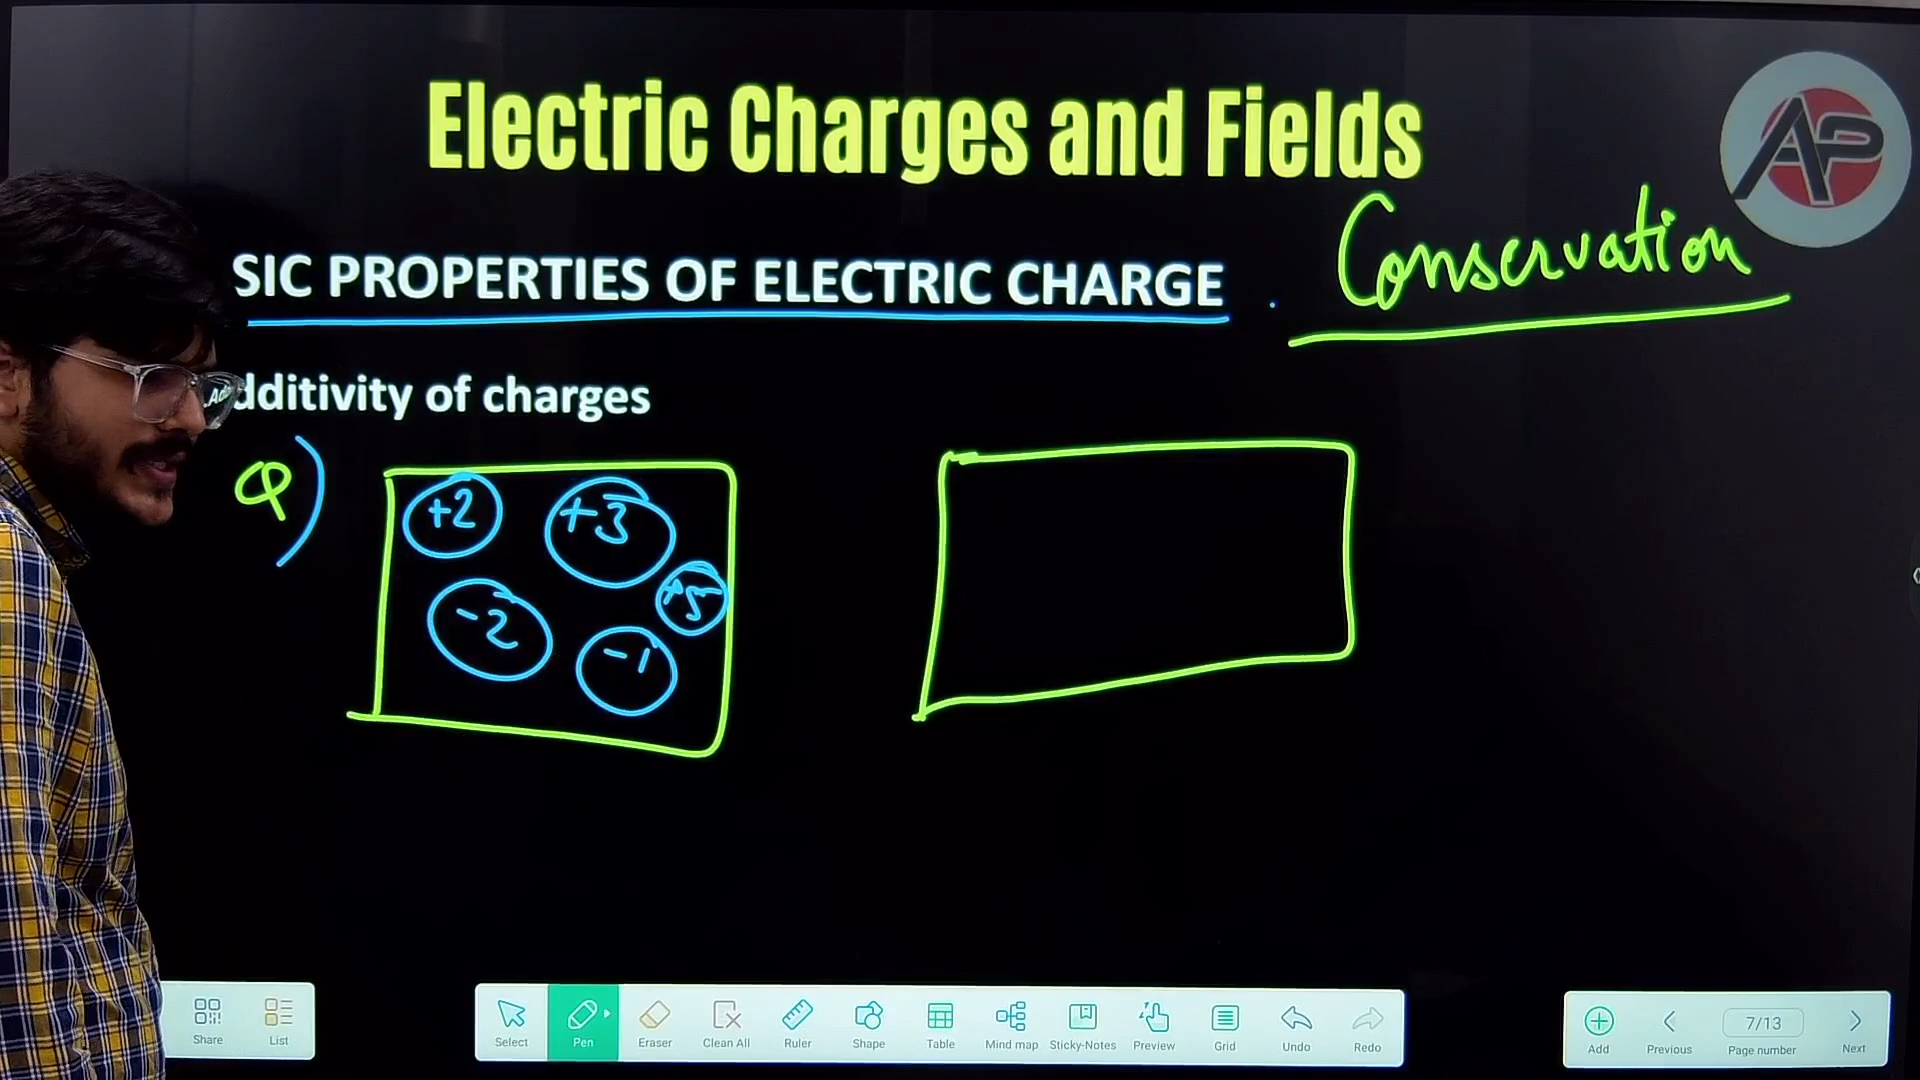 Electric Charges and Fields
AP
Conservation
SIC PROPERTIES OF ELECTRIC CHARGE
dditivity of charges
Q)
+2 +3
+5
-2 -1
Share List
Select Pen Eraser Clean All Ruler Shape Table Mind map Sticky-Notes Preview Grid Undo Redo
7/13
Add Previous Page number Next